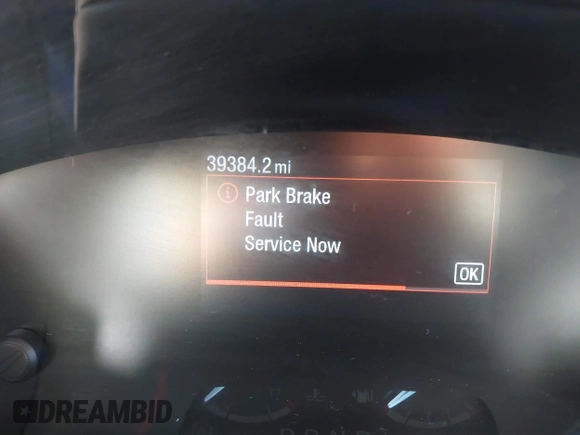 39384.2 mi
Park Brake
Fault
Service Now
OK
DREAMBID